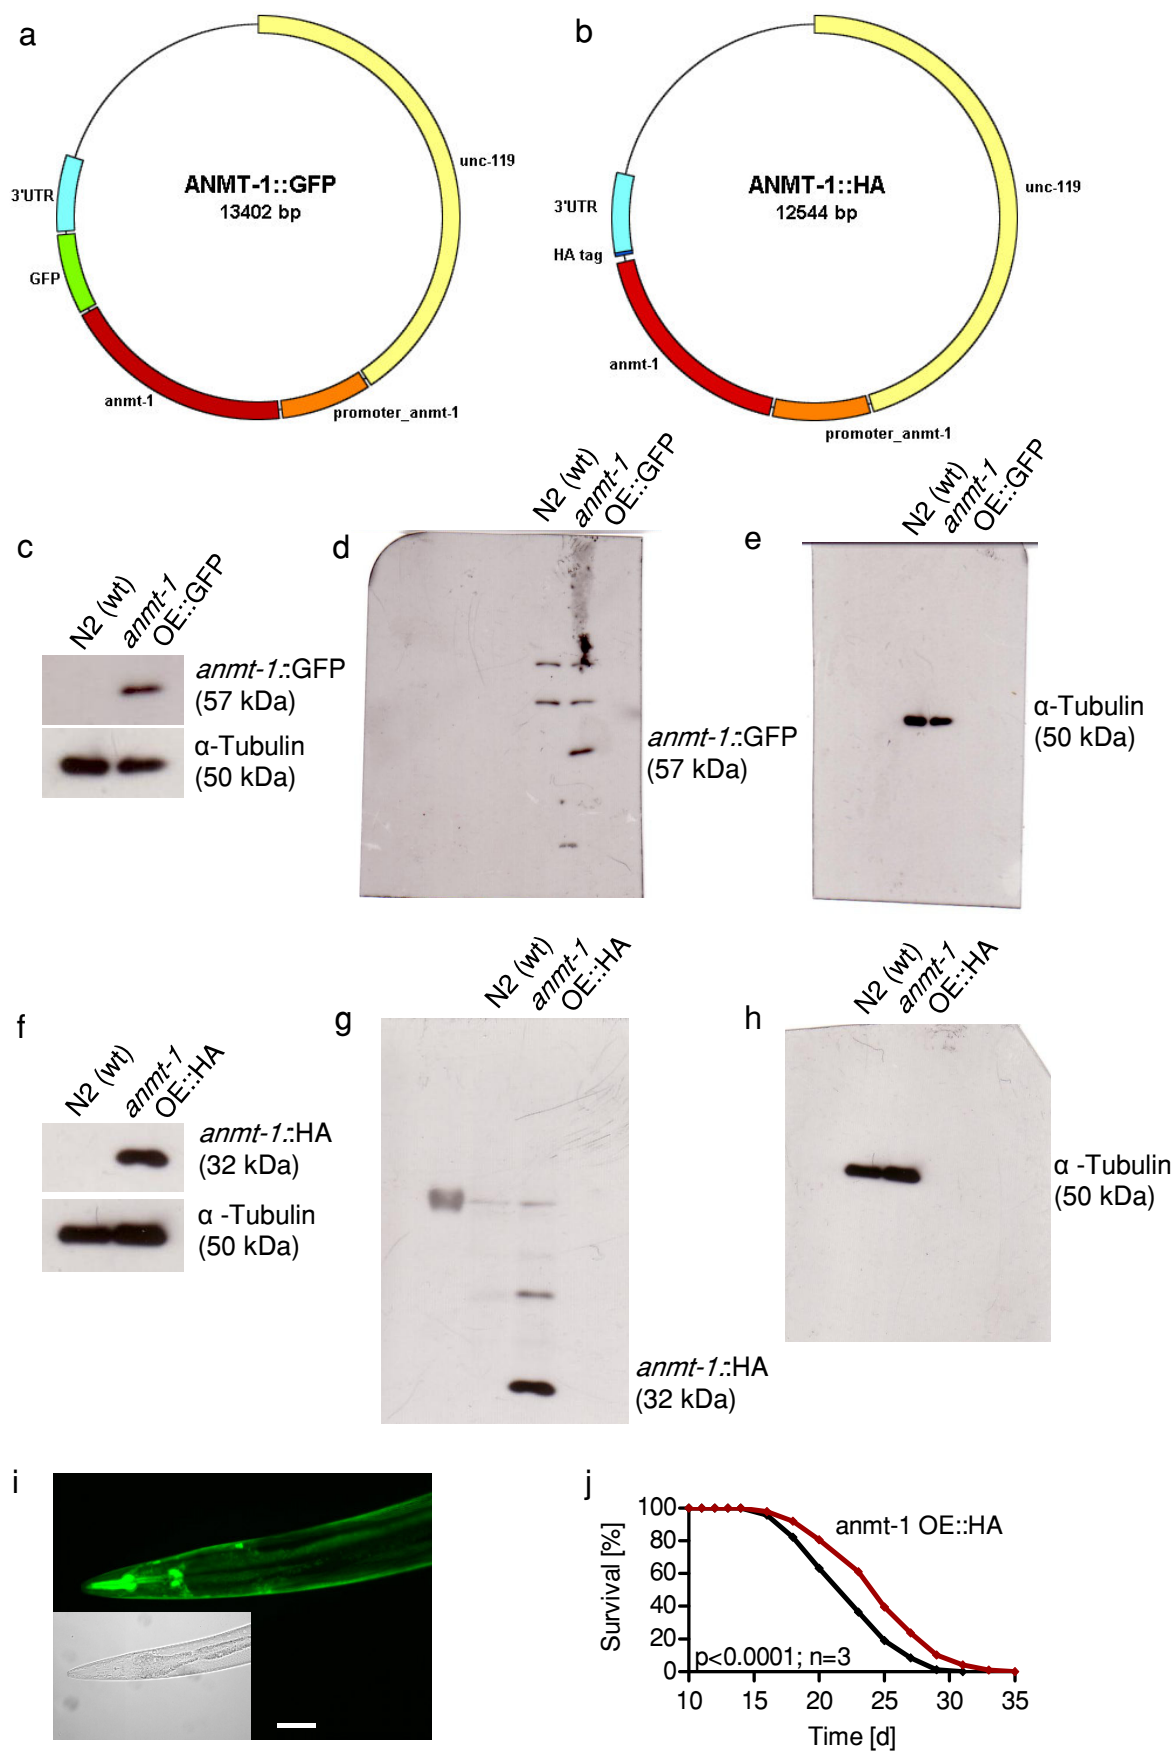 a
unc-119
ANMT-1::GFP
13402 bp
3'UTR
GFP
anmt-1
promoter_anmt-1
b
unc-119
ANMT-1::HA
12544 bp
3'UTR
HA tag
anmt-1
promoter_anmt-1
c
N2 (wt)
anmt-1
OE::GFP
anmt-1::GFP
(57 kDa)
α-Tubulin
(50 kDa)
d
N2 (wt)
anmt-1
OE::GFP
anmt-1::GFP
(57 kDa)
e
N2 (wt)
anmt-1
OE::GFP
α-Tubulin
(50 kDa)
f
N2 (wt)
anmt-1
OE::HA
anmt-1::HA
(32 kDa)
α -Tubulin
(50 kDa)
g
N2 (wt)
anmt-1
OE::HA
anmt-1::HA
(32 kDa)
h
N2 (wt)
anmt-1
OE::HA
α -Tubulin
(50 kDa)
i
j
anmt-1 OE::HA
Survival [%]
100
80
60
40
20
0
p<0.0001; n=3
10 15 20 25 30 35
Time [d]